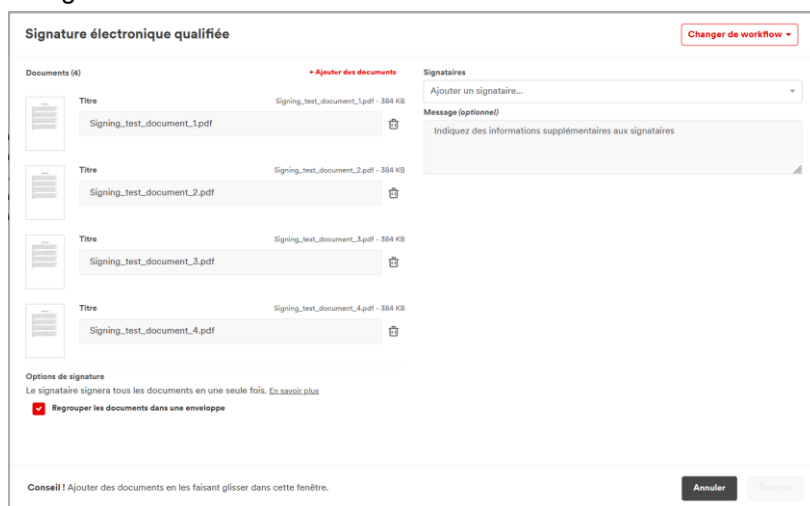 Signature électronique qualifiée
Changer de workflow
Documents (4)
+ Ajouter des documents
Titre
Signing_test_document_1.pdf - 384 KB
Signing_test_document_1.pdf
Titre
Signing_test_document_2.pdf - 384 KB
Signing_test_document_2.pdf
Titre
Signing_test_document_3.pdf - 384 KB
Signing_test_document_3.pdf
Titre
Signing_test_document_4.pdf - 384 KB
Signing_test_document_4.pdf
Options de signature
Le signataire signera tous les documents en une seule fois. En savoir plus
Regrouper les documents dans une enveloppe
Signataires
Ajouter un signataire...
Message (optionnel)
Indiquez des informations supplémentaires aux signataires
Conseil ! Ajouter des documents en les faisant glisser dans cette fenêtre.
Annuler